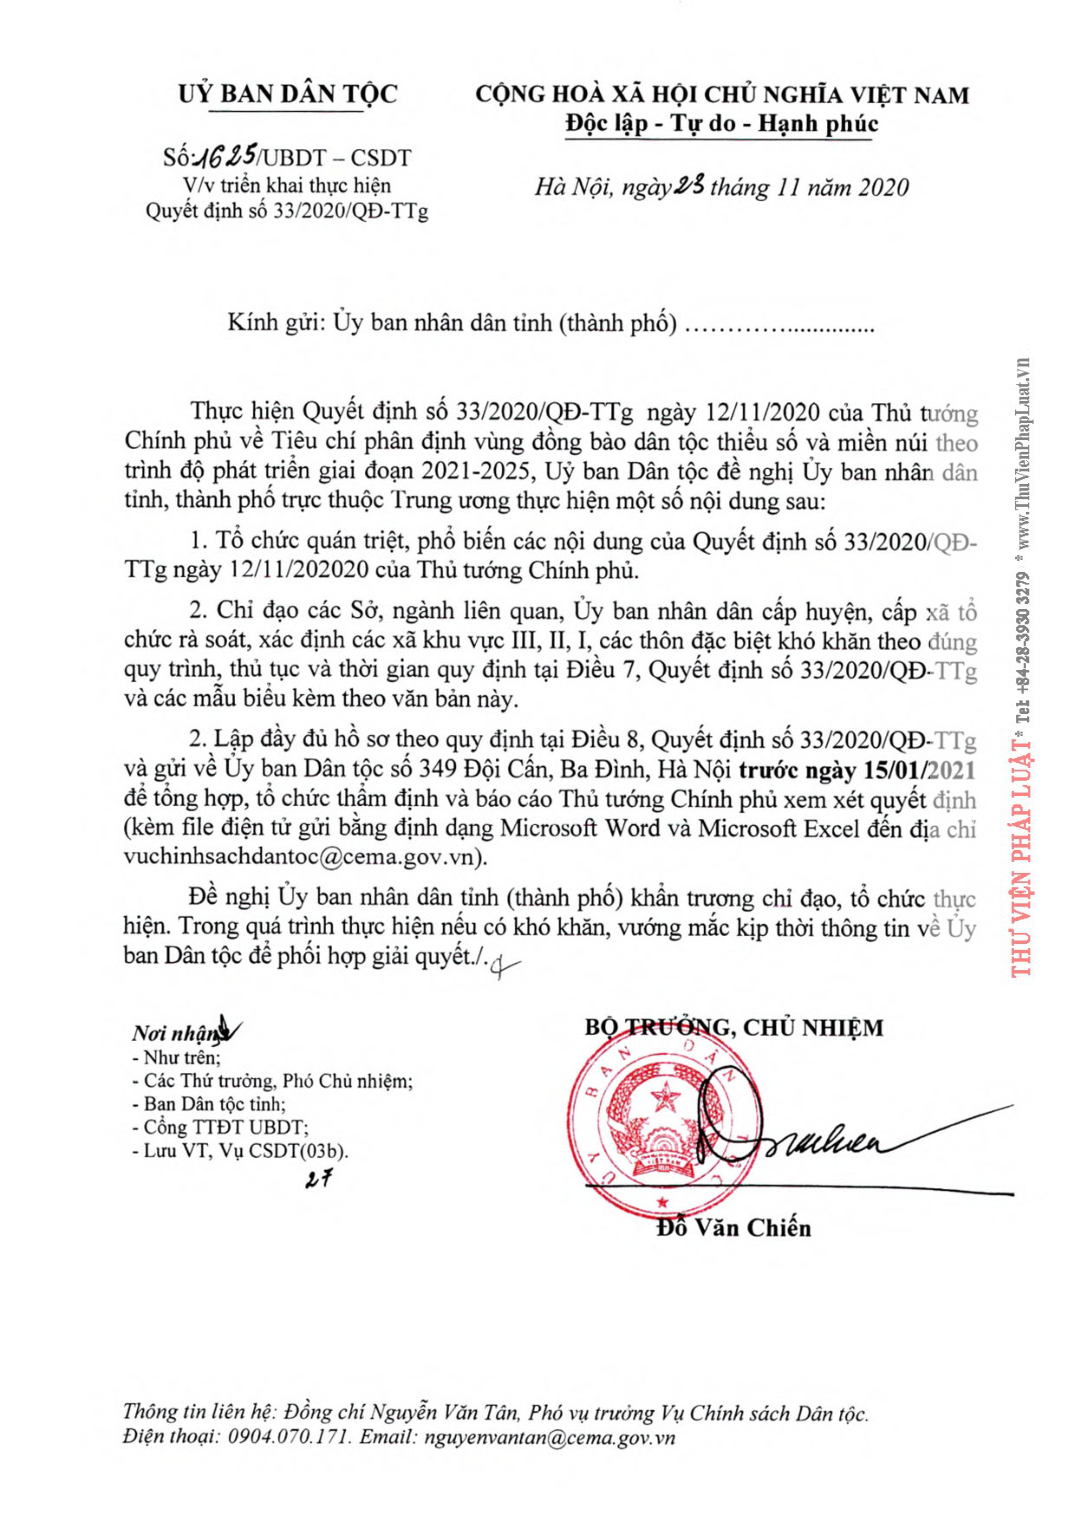 UỶ BAN DÂN TỘC
CỘNG HOÀ XÃ HỘI CHỦ NGHĨA VIỆT NAM
Độc lập - Tự do - Hạnh phúc
Số:1625/UBDT – CSDT
V/v triển khai thực hiện
Quyết định số 33/2020/QĐ-TTg
Hà Nội, ngày 23 tháng 11 năm 2020
Kính gửi: Ủy ban nhân dân tỉnh (thành phố) ………….............
Thực hiện Quyết định số 33/2020/QĐ-TTg ngày 12/11/2020 của Thủ tướng
Chính phủ về Tiêu chí phân định vùng đồng bào dân tộc thiểu số và miền núi theo
trình độ phát triển giai đoạn 2021-2025, Uỷ ban Dân tộc đề nghị Ủy ban nhân dân
tỉnh, thành phố trực thuộc Trung ương thực hiện một số nội dung sau:
1. Tổ chức quán triệt, phổ biến các nội dung của Quyết định số 33/2020/QĐ-
TTg ngày 12/11/202020 của Thủ tướng Chính phủ.
2. Chỉ đạo các Sở, ngành liên quan, Ủy ban nhân dân cấp huyện, cấp xã tổ
chức rà soát, xác định các xã khu vực III, II, I, các thôn đặc biệt khó khăn theo đúng
quy trình, thủ tục và thời gian quy định tại Điều 7, Quyết định số 33/2020/QĐ-TTg
và các mẫu biểu kèm theo văn bản này.
2. Lập đầy đủ hồ sơ theo quy định tại Điều 8, Quyết định số 33/2020/QĐ-TTg
và gửi về Ủy ban Dân tộc số 349 Đội Cấn, Ba Đình, Hà Nội trước ngày 15/01/2021
để tổng hợp, tổ chức thẩm định và báo cáo Thủ tướng Chính phủ xem xét quyết định
(kèm file điện tử gửi bằng định dạng Microsoft Word và Microsoft Excel đến địa chỉ
vuchinhsachdantoc@cema.gov.vn).
Đề nghị Ủy ban nhân dân tỉnh (thành phố) khẩn trương chỉ đạo, tổ chức thực
hiện. Trong quá trình thực hiện nếu có khó khăn, vướng mắc kịp thời thông tin về Ủy
ban Dân tộc để phối hợp giải quyết./.
Nơi nhận:
- Như trên;
- Các Thứ trưởng, Phó Chủ nhiệm;
- Ban Dân tộc tỉnh;
- Cổng TTĐT UBDT;
- Lưu VT, Vụ CSDT(03b).
27
BỘ TRƯỞNG, CHỦ NHIỆM
ỦY BAN DÂN TỘC
Đỗ Văn Chiến
Thông tin liên hệ: Đồng chí Nguyễn Văn Tân, Phó vụ trưởng Vụ Chính sách Dân tộc.
Điện thoại: 0904.070.171. Email: nguyenvantan@cema.gov.vn
THƯ VIỆN PHÁP LUẬT * Tel: +84-28-3930 3279 * www.ThuVienPhapLuat.vn